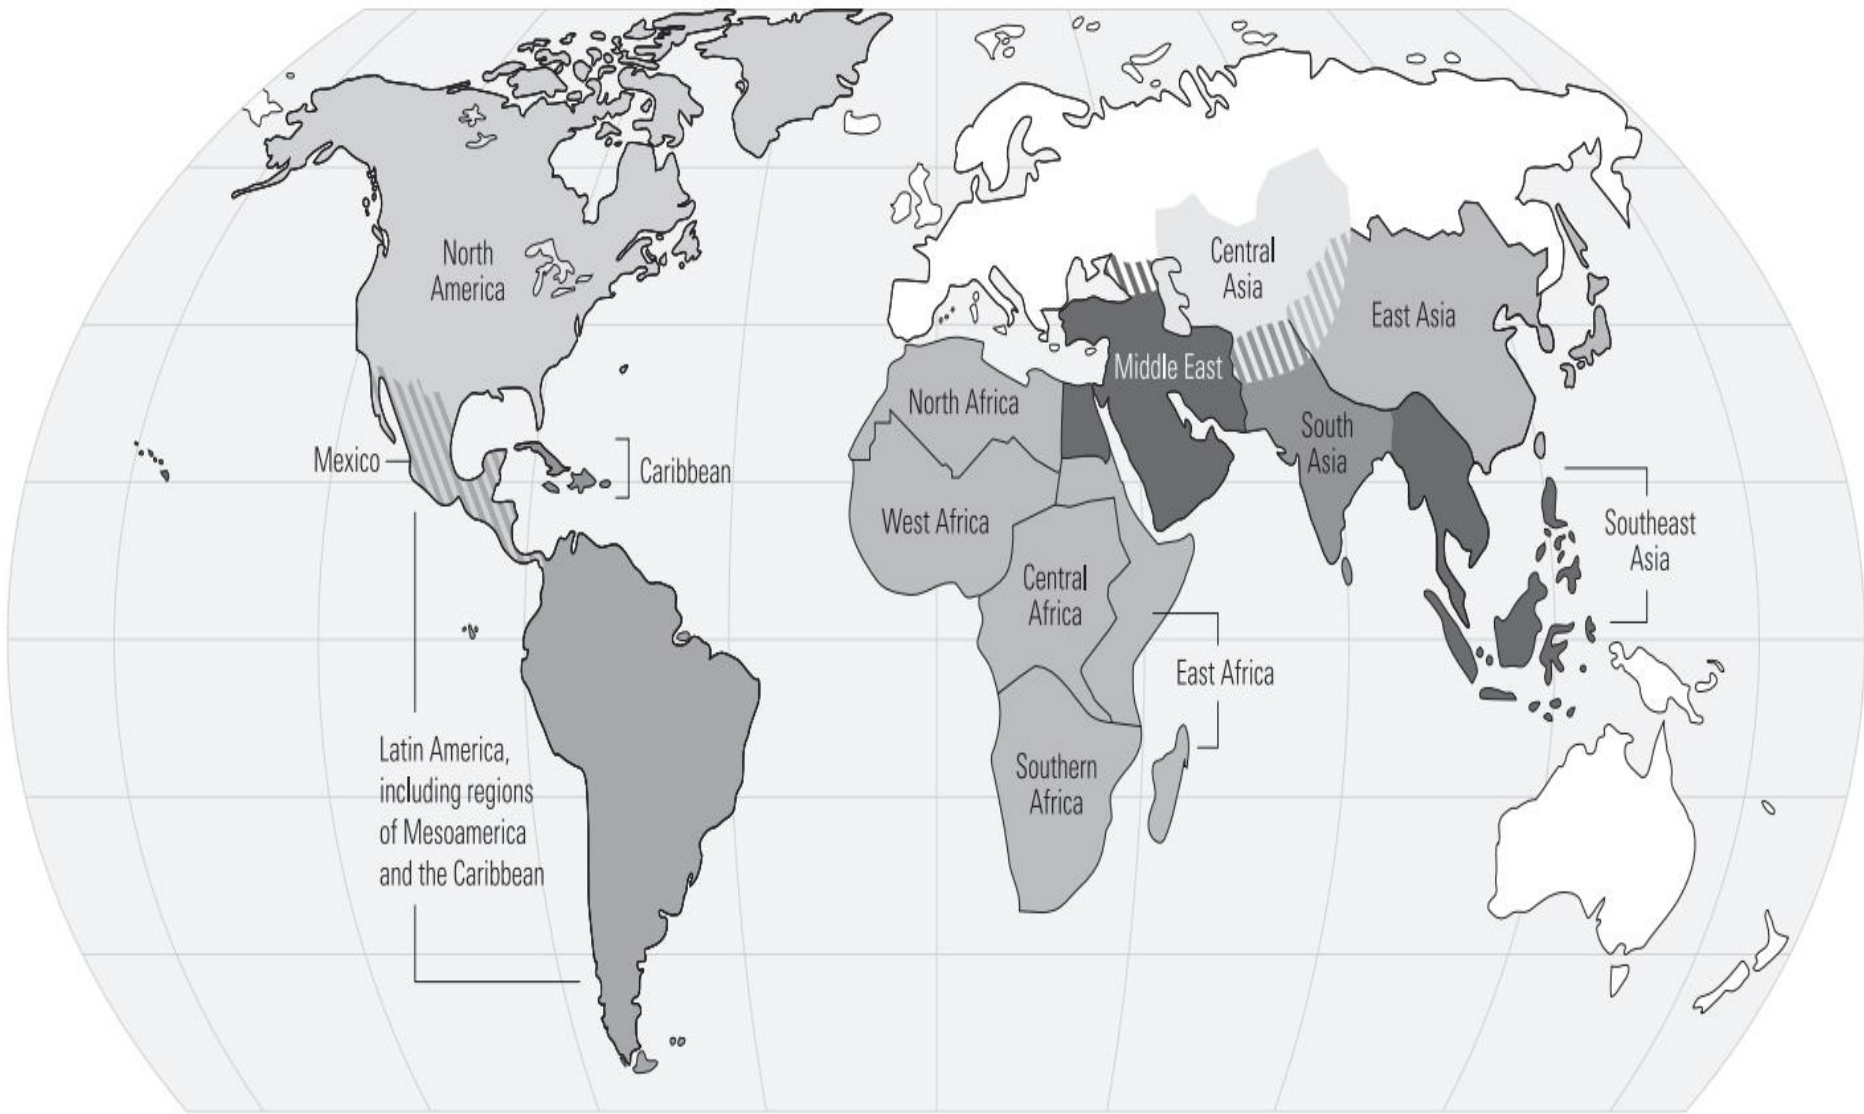 North
America
Central
Asia
East Asia
Middle East
North Africa
South
Asia
Mexico
Caribbean
West Africa
Southeast
Asia
Central
Africa
East Africa
Latin America,
including regions
of Mesoamerica
and the Caribbean
Southern
Africa